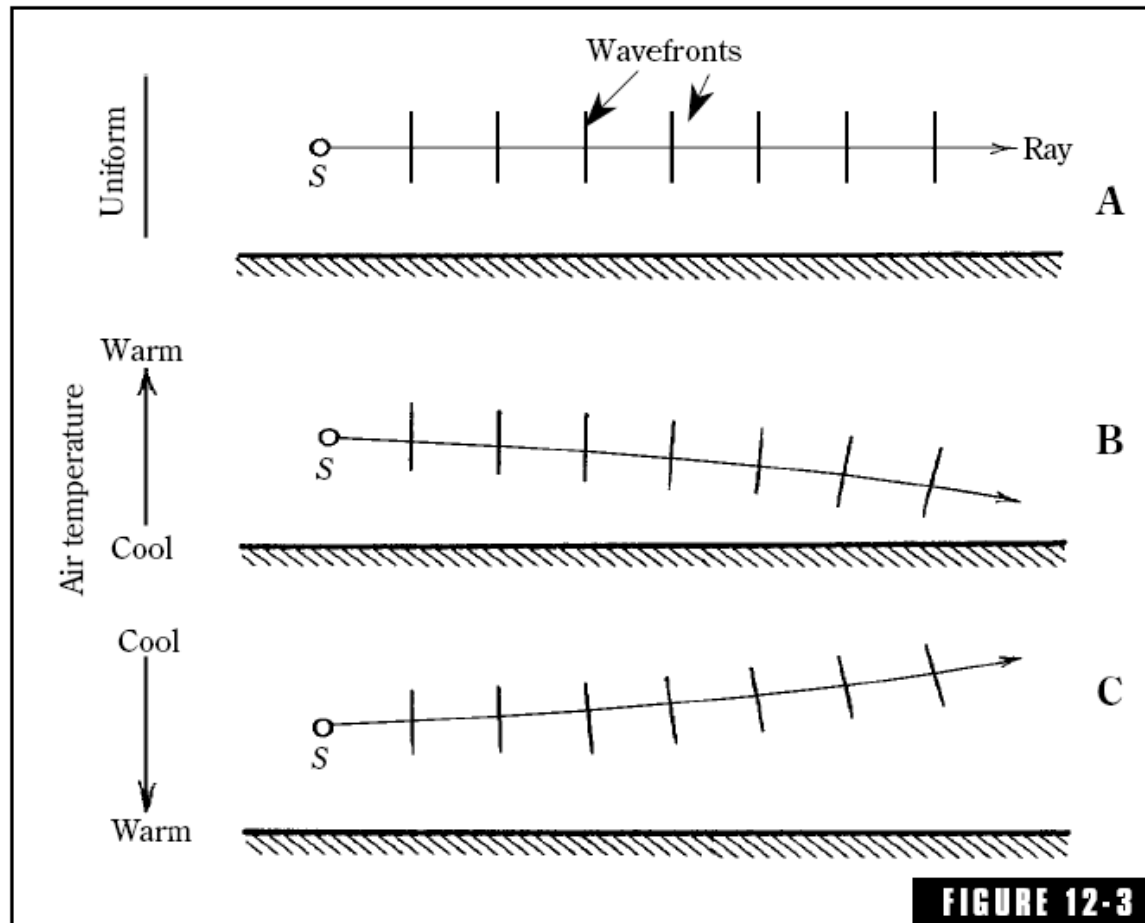 Wavefronts
Uniform
S
Ray
A
Air temperature
Warm
Cool
S
B
Cool
Warm
S
C
FIGURE 12-3